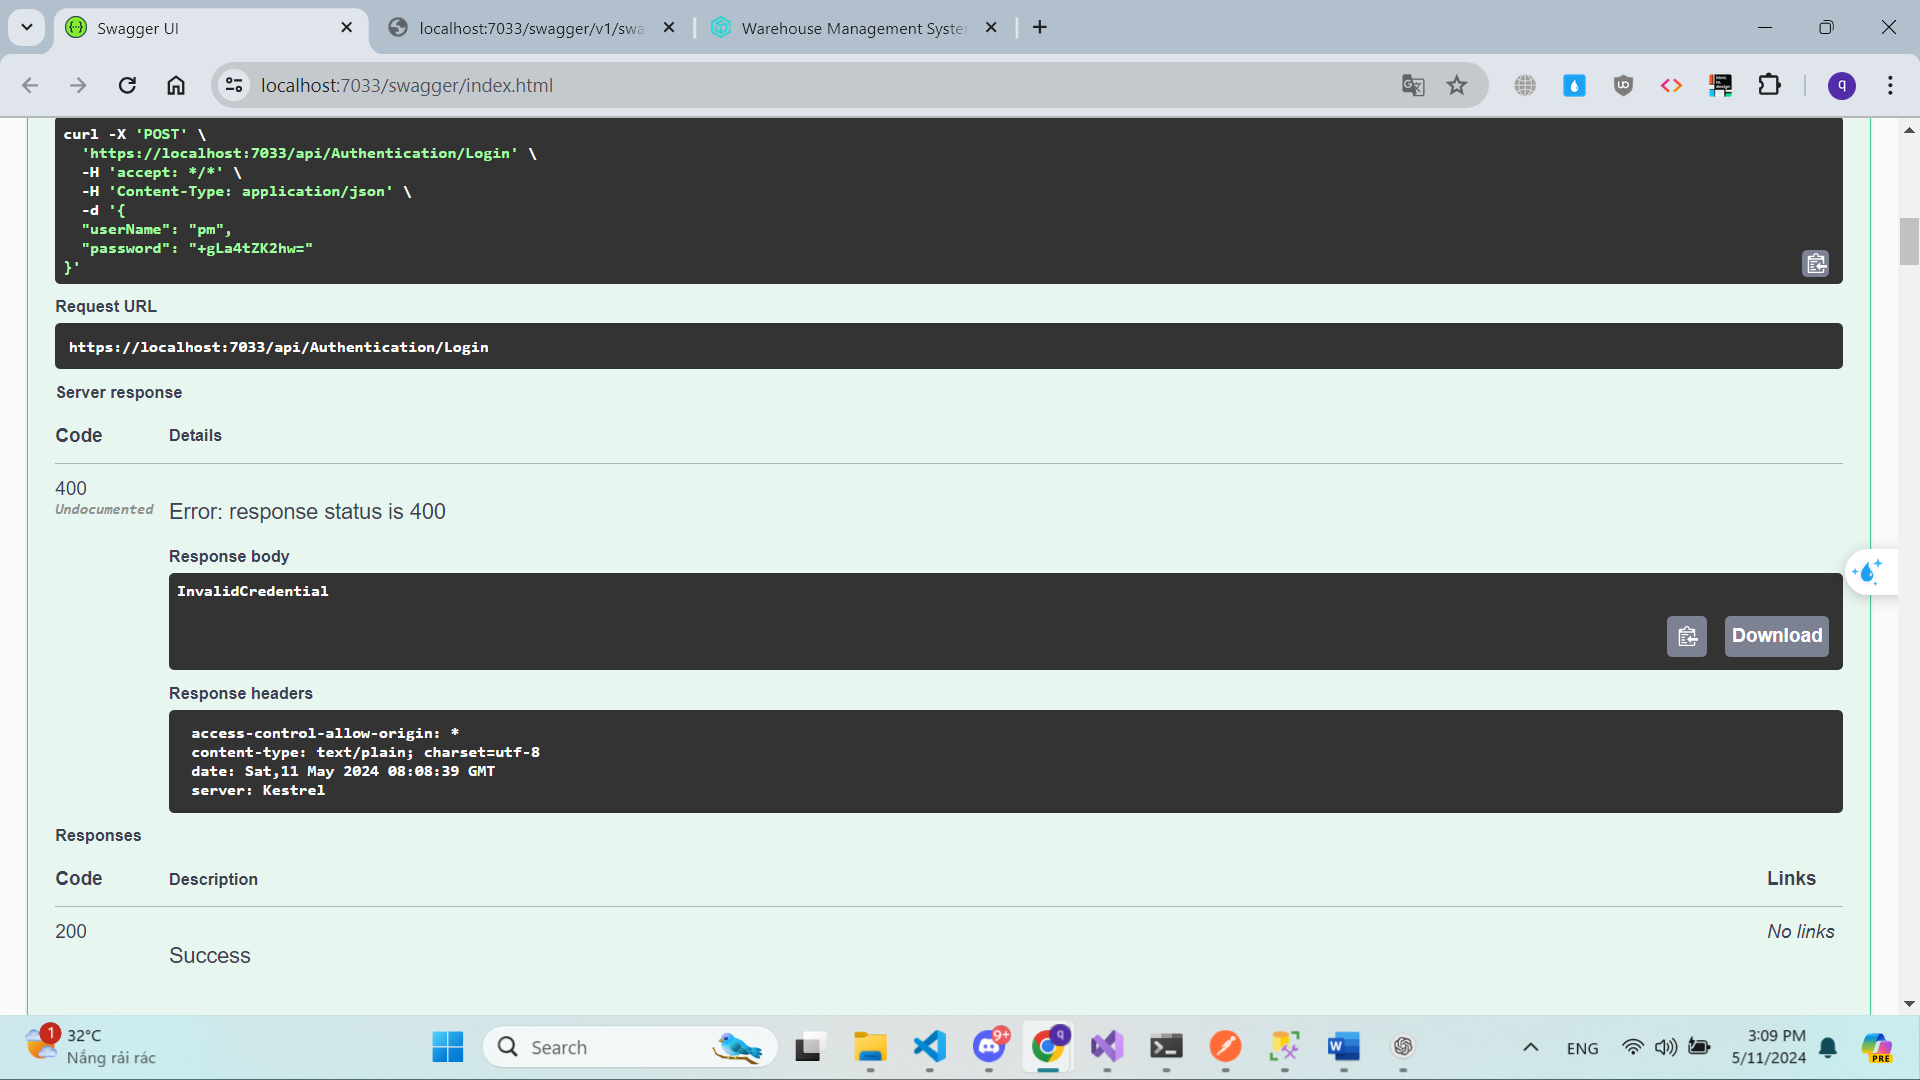 Swagger UI
localhost:7033/swagger/v1/swa
Warehouse Management Syste
localhost:7033/swagger/index.html
q
curl -X 'POST' \
'https://localhost:7033/api/Authentication/Login' \
-H 'accept: */*' \
-H 'Content-Type: application/json' \
-d '{
"userName": "pm",
"password": "+gLa4tZK2hw="
}'
Request URL
https://localhost:7033/api/Authentication/Login
Server response
Code Details
400
Undocumented
Error: response status is 400
Response body
InvalidCredential
Download
Response headers
access-control-allow-origin: *
content-type: text/plain; charset=utf-8
date: Sat,11 May 2024 08:08:39 GMT
server: Kestrel
Responses
Code Description Links
200
Success
No links
1
32°C
Nắng rải rác
Search
9+
q
W
ENG
3:09 PM
5/11/2024
PRE